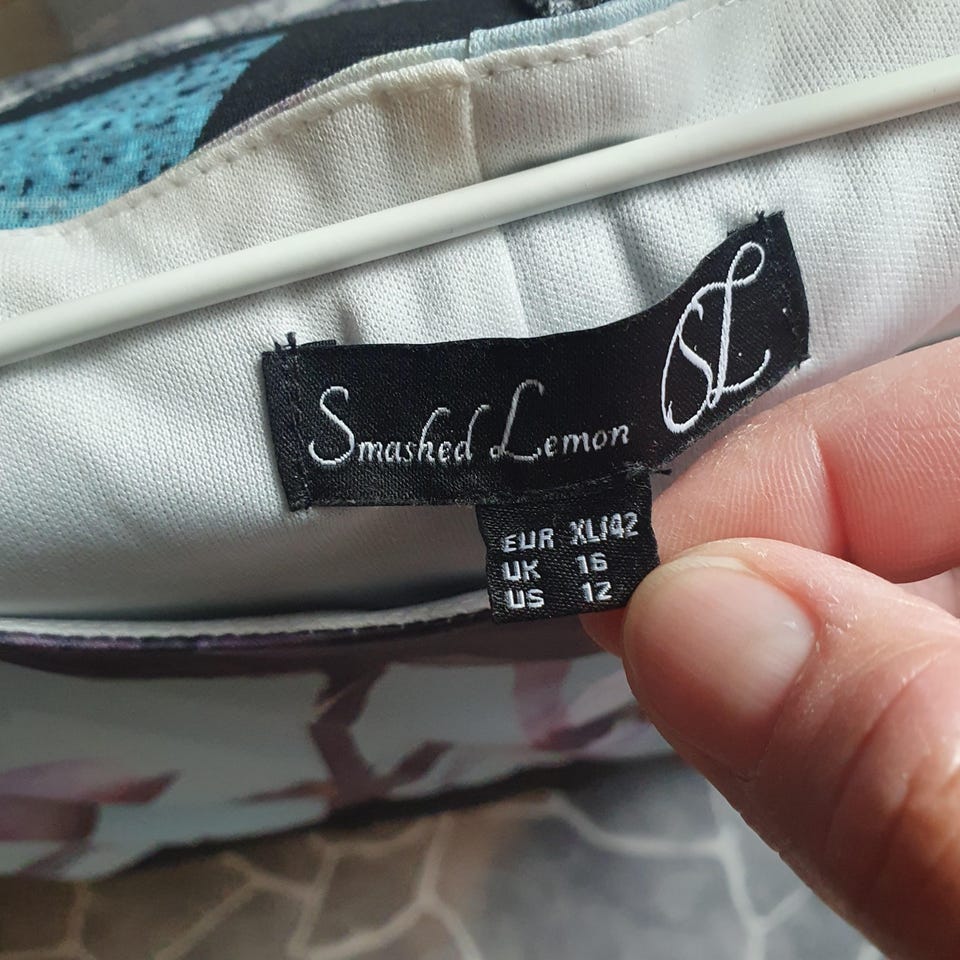 Smashed Lemon SL
EUR XL/42
UK 16
US 12